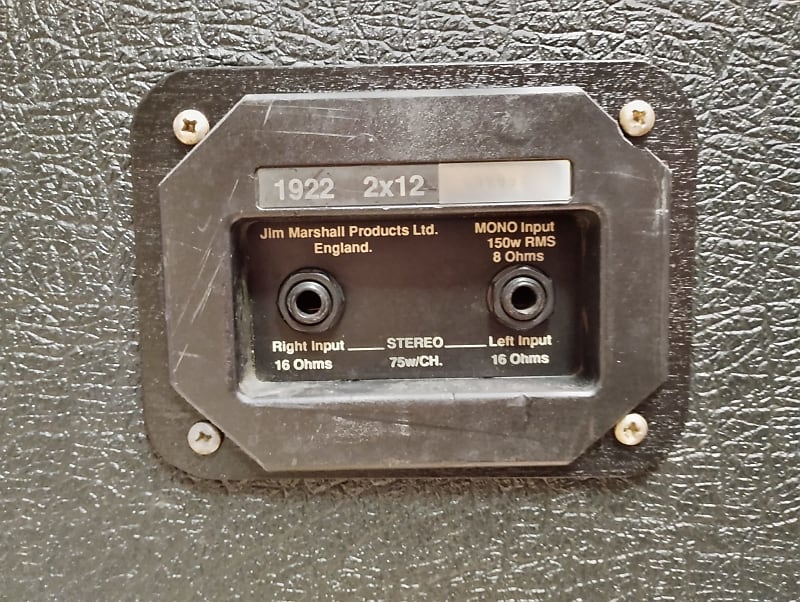 1922 2x12
Jim Marshall Products Ltd.
England.
MONO Input
150w RMS
8 Ohms
Right Input STEREO Left Input
16 Ohms 75w/CH. 16 Ohms